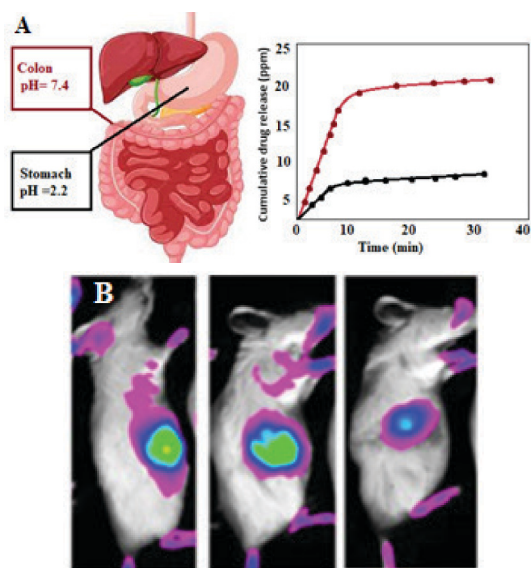 A
Colon
pH= 7.4
Stomach
pH =2.2
Cumulative drug release (ppm)
25
20
15
10
5
0
10
20
30
40
Time (min)
B